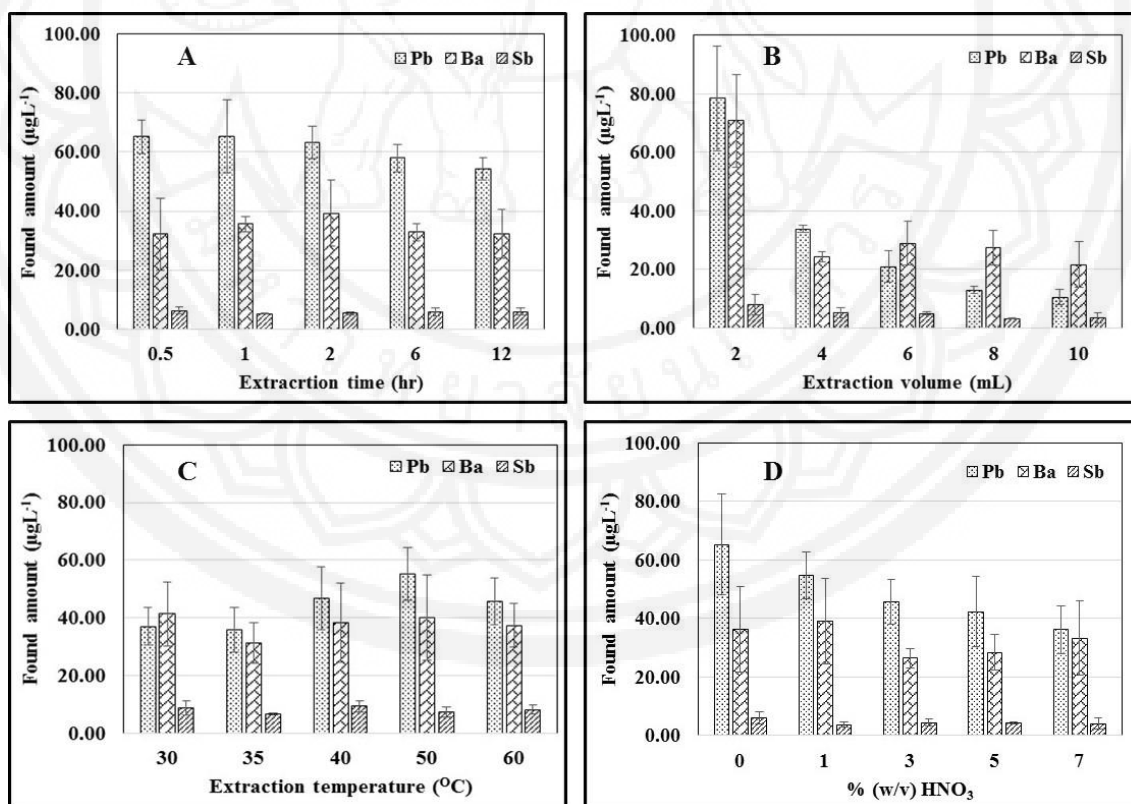 100.00
80.00
60.00
40.00
20.00
0.00
Found amount (µgL⁻¹)
A
Pb Ba Sb
0.5 1 2 6 12
Extracrtion time (hr)
100.00
80.00
60.00
40.00
20.00
0.00
Found amount (µgL⁻¹)
B
Pb Ba Sb
2 4 6 8 10
Extraction volume (mL)
100.00
80.00
60.00
40.00
20.00
0.00
Found amount (µgL⁻¹)
C
Pb Ba Sb
30 35 40 50 60
Extraction temperature (ᴼC)
100.00
80.00
60.00
40.00
20.00
0.00
Found amount (µgL⁻¹)
D
Pb Ba Sb
0 1 3 5 7
% (w/v) HNO₃